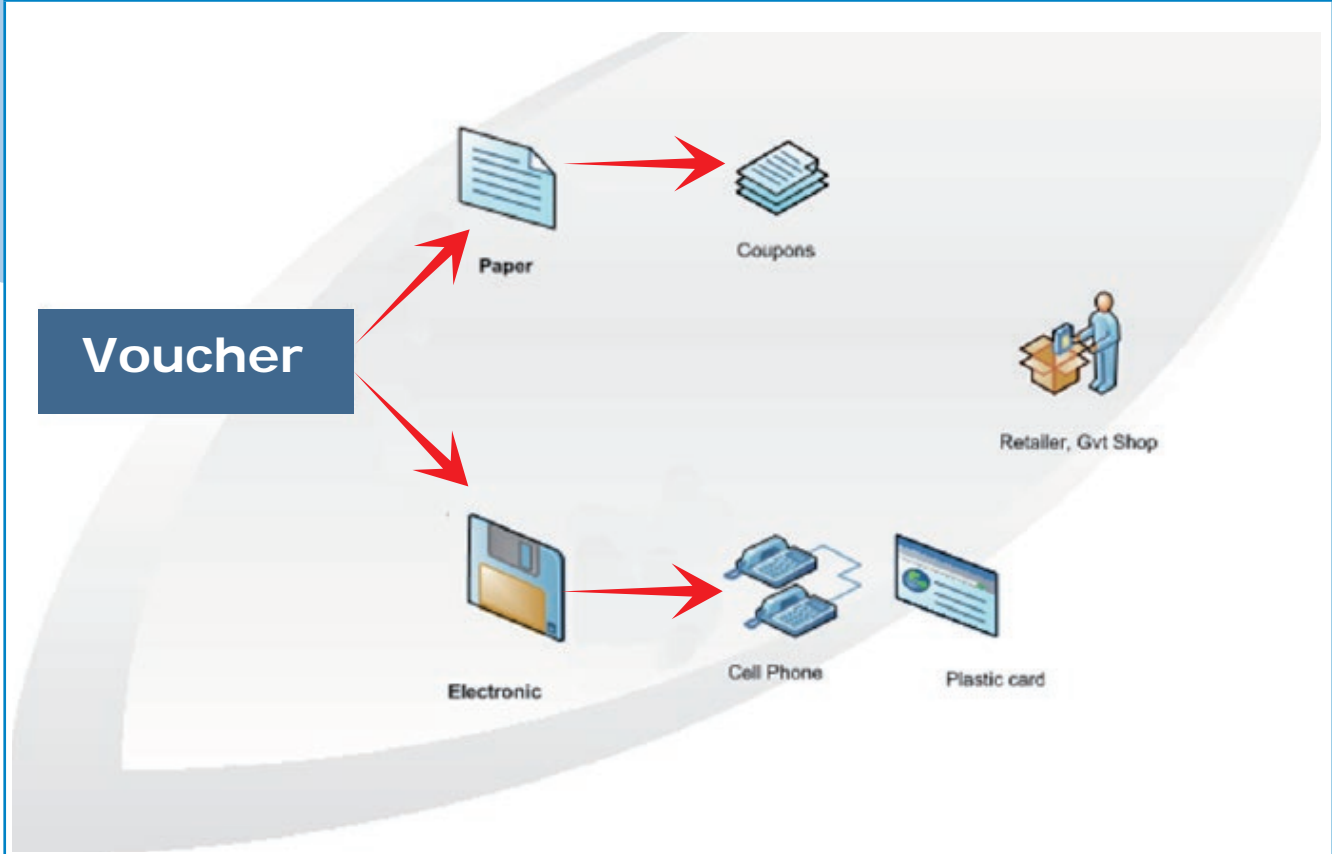 Coupons
Paper
Voucher
Retailer, Gvt Shop
Cell Phone
Plastic card
Electronic